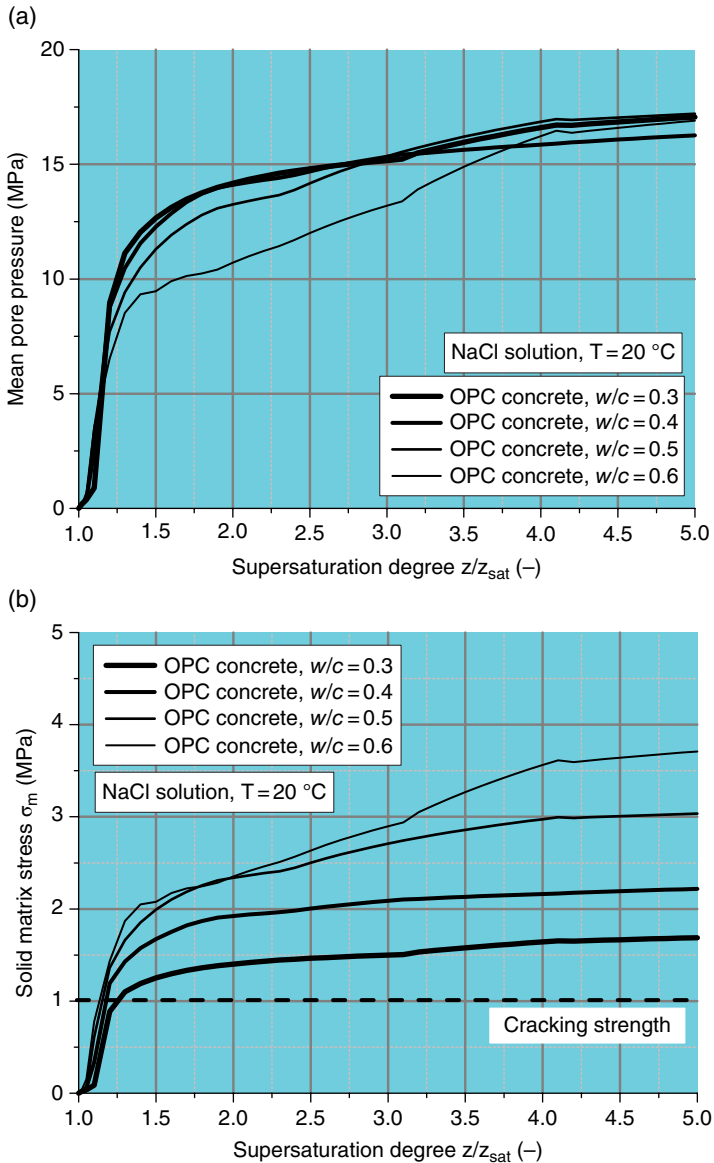 (a)
20
15
10
5
0
Mean pore pressure (MPa)
NaCl solution, T = 20 °C
OPC concrete, w/c = 0.3
OPC concrete, w/c = 0.4
OPC concrete, w/c = 0.5
OPC concrete, w/c = 0.6
1.0 1.5 2.0 2.5 3.0 3.5 4.0 4.5 5.0
Supersaturation degree z/zsat (–)
(b)
5
4
3
2
1
0
Solid matrix stress σm (MPa)
OPC concrete, w/c = 0.3
OPC concrete, w/c = 0.4
OPC concrete, w/c = 0.5
OPC concrete, w/c = 0.6
NaCl solution, T = 20 °C
Cracking strength
1.0 1.5 2.0 2.5 3.0 3.5 4.0 4.5 5.0
Supersaturation degree z/zsat (–)